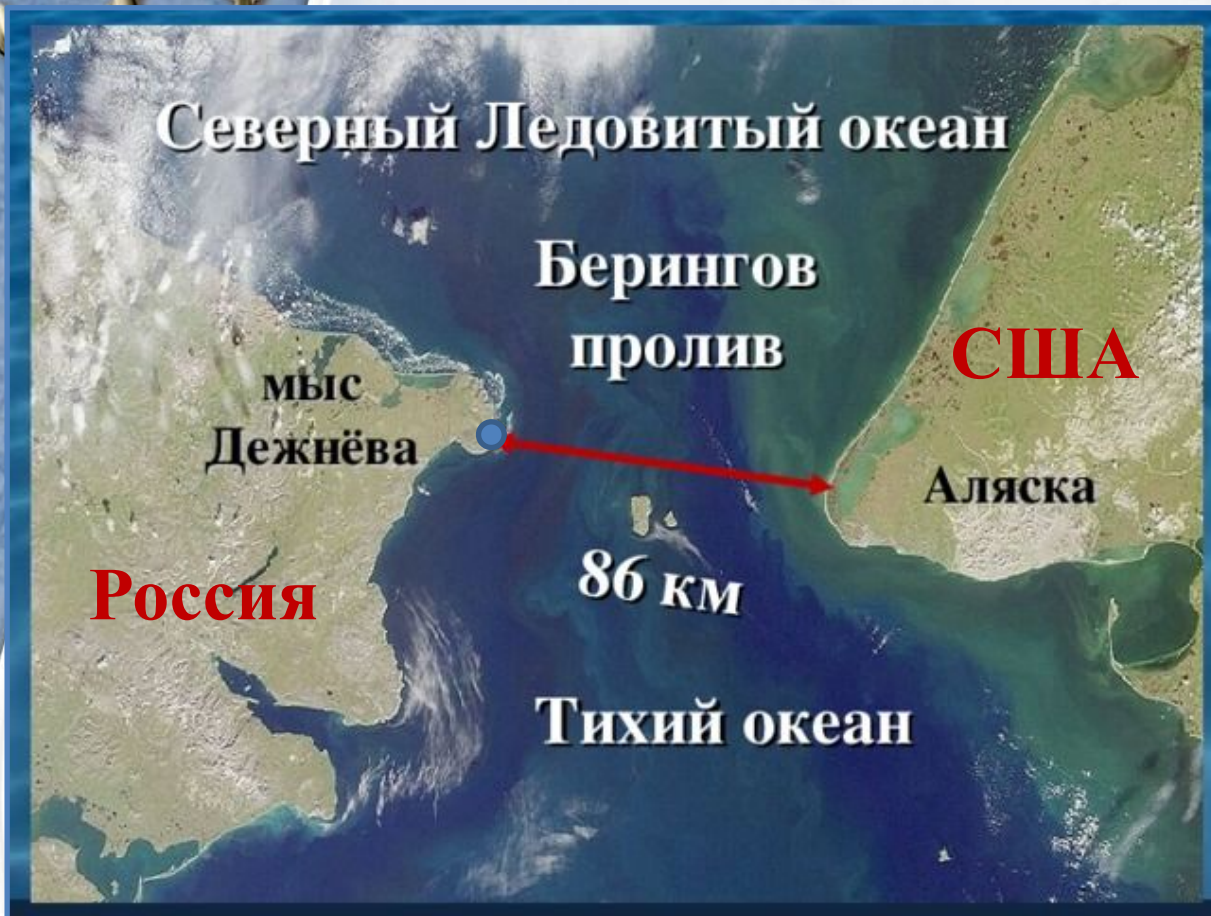 Северный Ледовитый океан
Берингов
пролив
США
мыс
Дежнёва
Аляска
86 км
Россия
Тихий океан